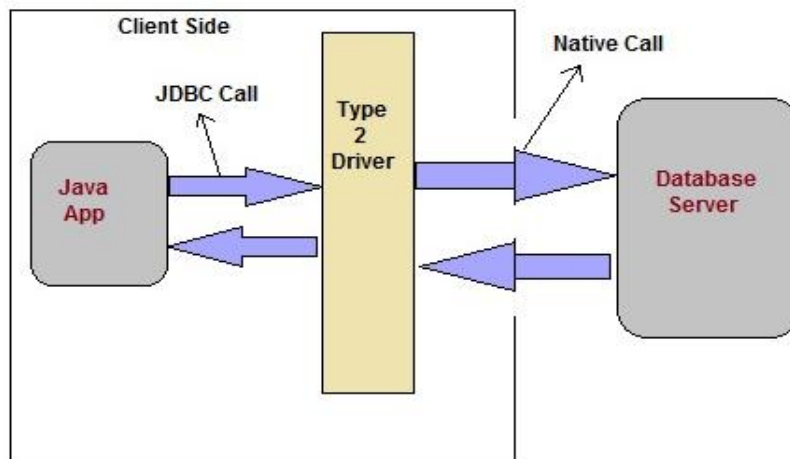 Client Side
Native Call
JDBC Call
Type
2
Driver
Java
App
Database
Server